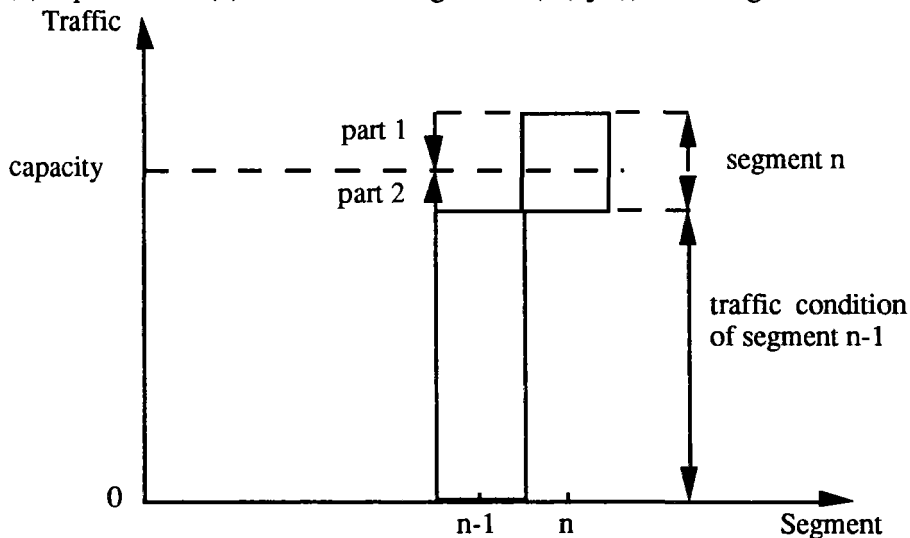 Traffic
part 1
capacity
part 2
segment n
traffic condition
of segment n-1
0
n-1
n
Segment